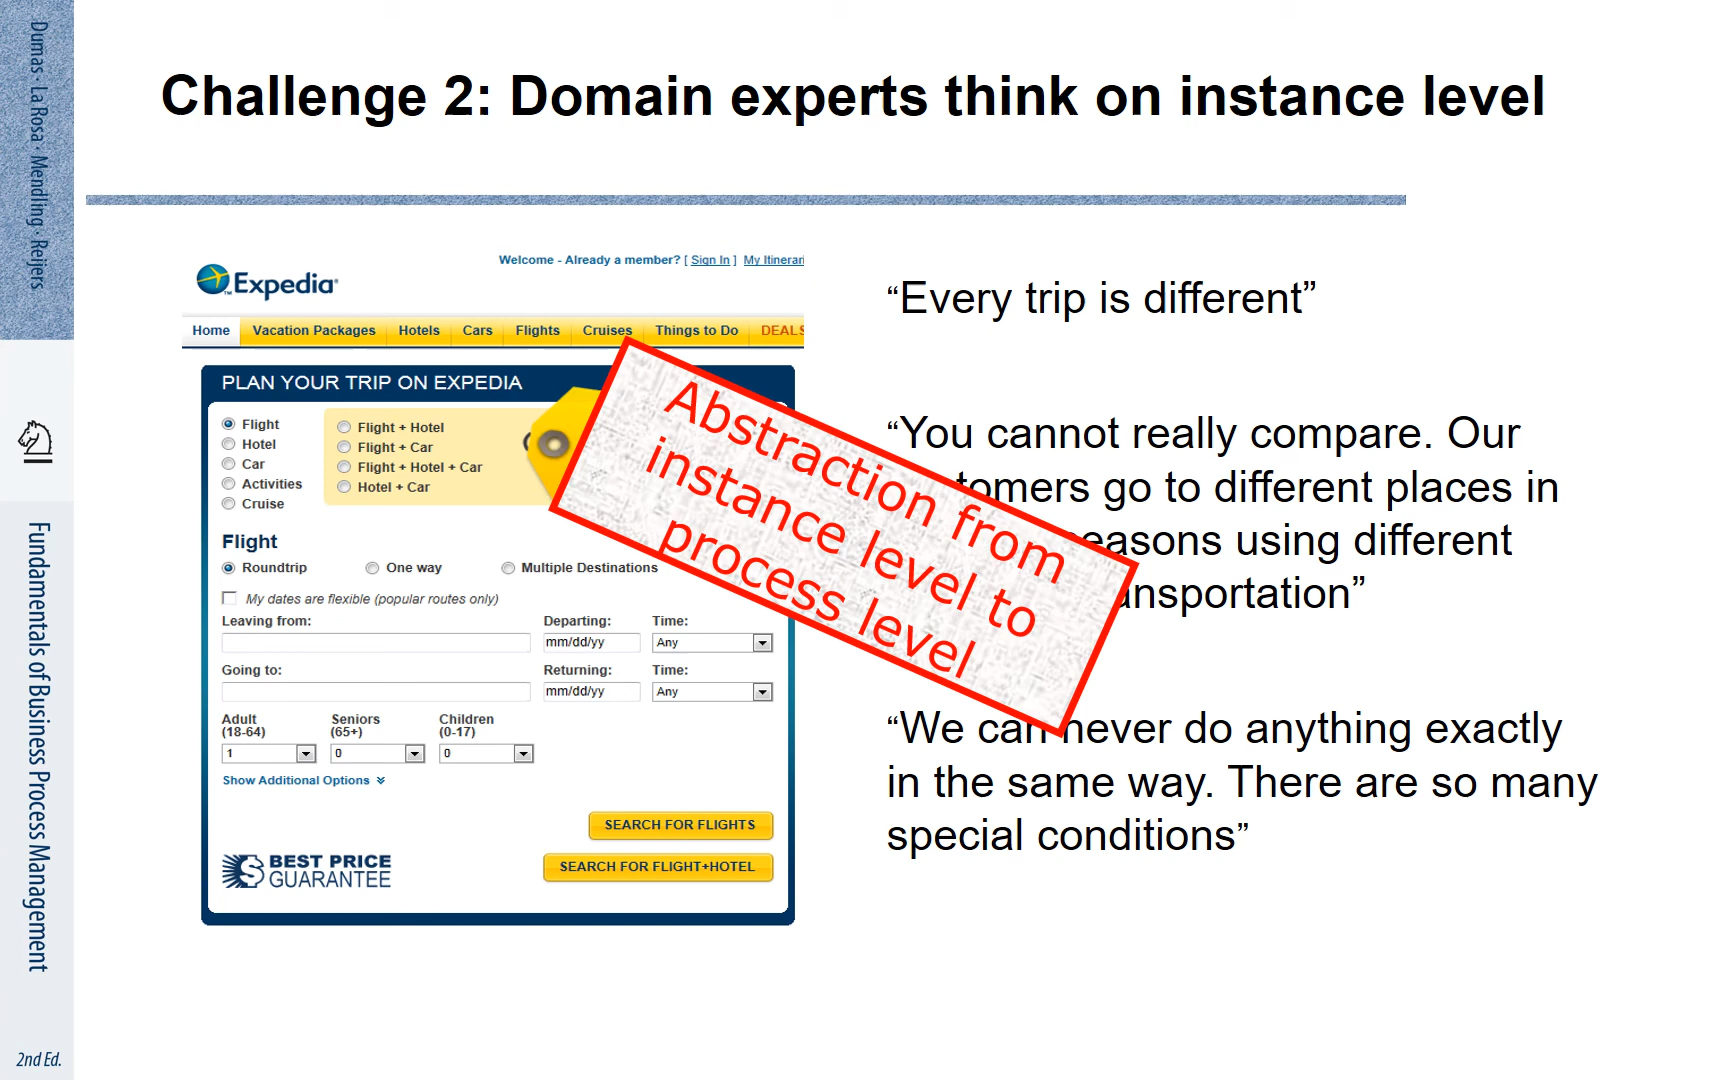 Dumas · La Rosa · Mendling · Reijers
Fundamentals of Business Process Management
2nd Ed.
Challenge 2: Domain experts think on instance level
Welcome - Already a member? [ Sign In ] My Itinerari
Expedia
Home Vacation Packages Hotels Cars Flights Cruises Things to Do DEALS
PLAN YOUR TRIP ON EXPEDIA
Flight
Hotel
Car
Activities
Cruise
Flight + Hotel
Flight + Car
Flight + Hotel + Car
Hotel + Car
Flight
Roundtrip One way Multiple Destinations
My dates are flexible (popular routes only)
Leaving from: Departing: Time:
mm/dd/yy Any
Going to: Returning: Time:
mm/dd/yy Any
Adult Seniors Children
(18-64) (65+) (0-17)
1 0 0
Show Additional Options
SEARCH FOR FLIGHTS
SEARCH FOR FLIGHT+HOTEL
BEST PRICE
GUARANTEE
Abstraction from
instance level to
process level
“Every trip is different”
“You cannot really compare. Our
go to different places in
using different
”
“We can never do anything exactly
in the same way. There are so many
special conditions”